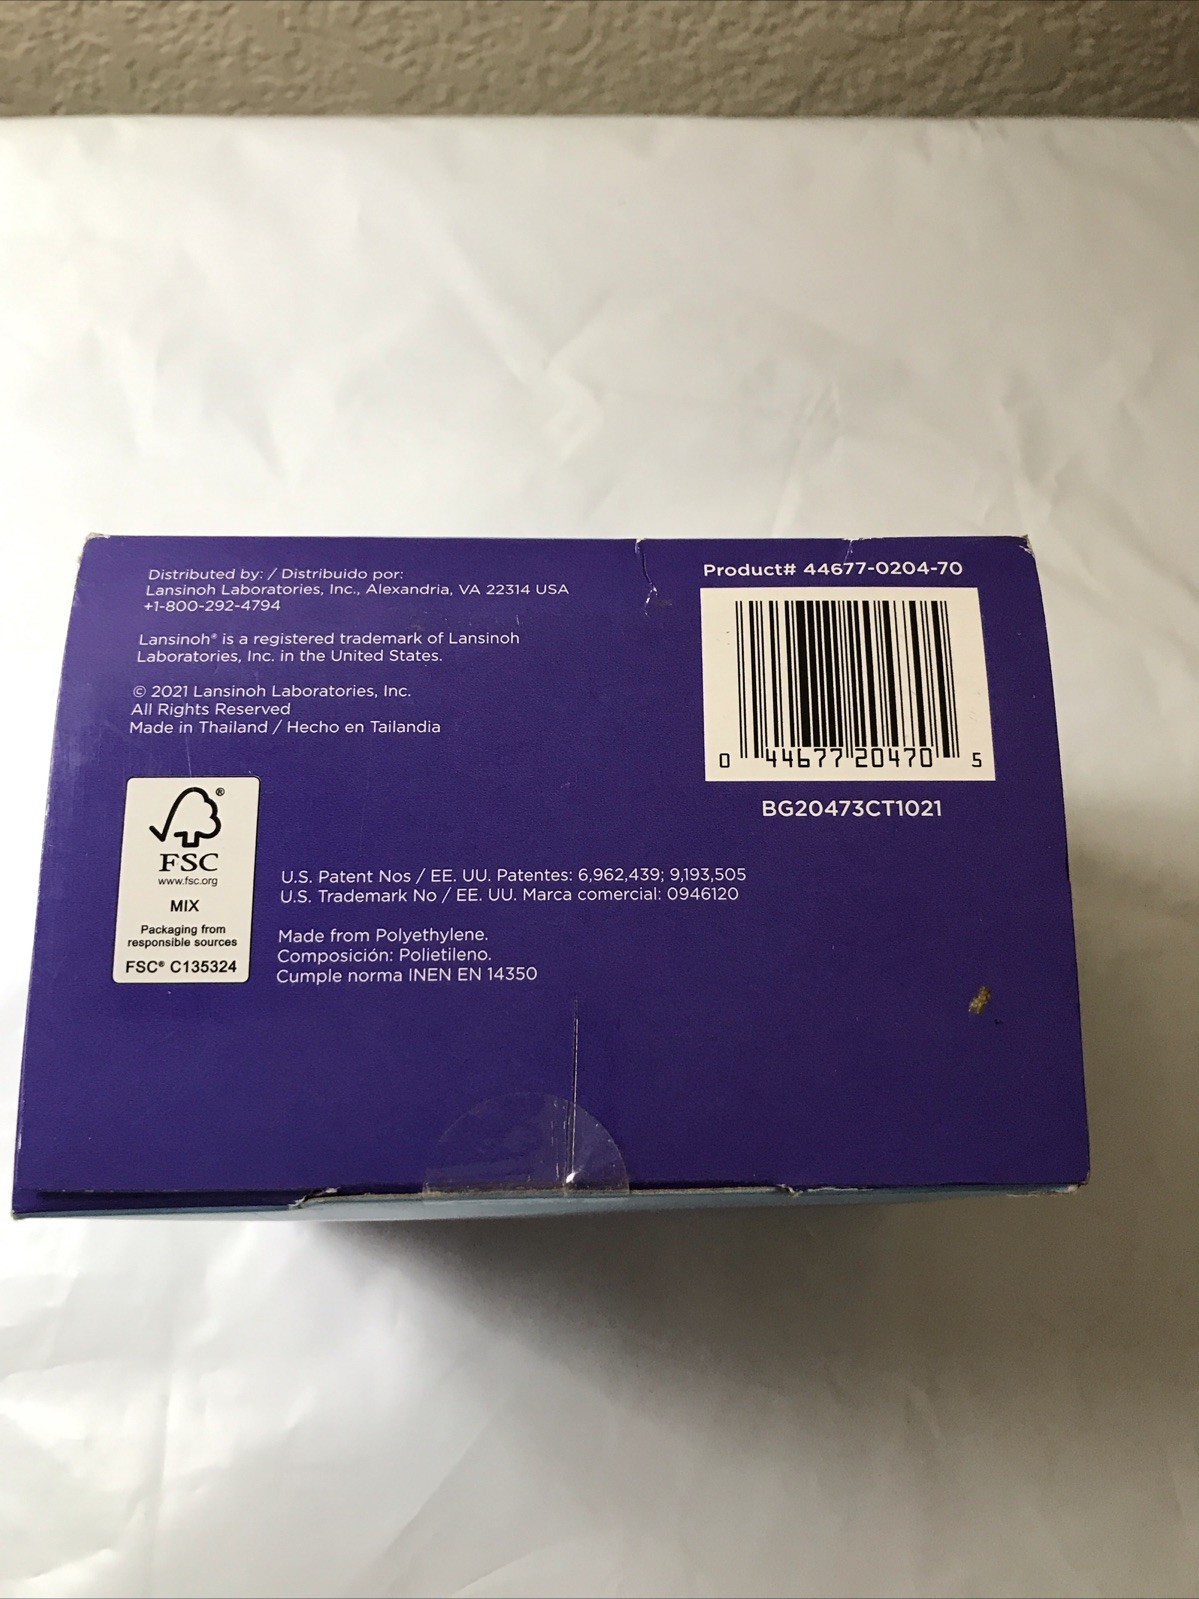 Distributed by: / Distribuido por:
Lansinoh Laboratories, Inc., Alexandria, VA 22314 USA
+1-800-292-4794
Lansinoh® is a registered trademark of Lansinoh
Laboratories, Inc. in the United States.
© 2021 Lansinoh Laboratories, Inc.
All Rights Reserved
Made in Thailand / Hecho en Tailandia
Product# 44677-0204-70
0 44677 20470 5
BG20473CT1021
®
FSC
www.fsc.org
MIX
Packaging from
responsible sources
FSC® C135324
U.S. Patent Nos / EE. UU. Patentes: 6,962,439; 9,193,505
U.S. Trademark No / EE. UU. Marca comercial: 0946120
Made from Polyethylene.
Composición: Polietileno.
Cumple norma INEN EN 14350